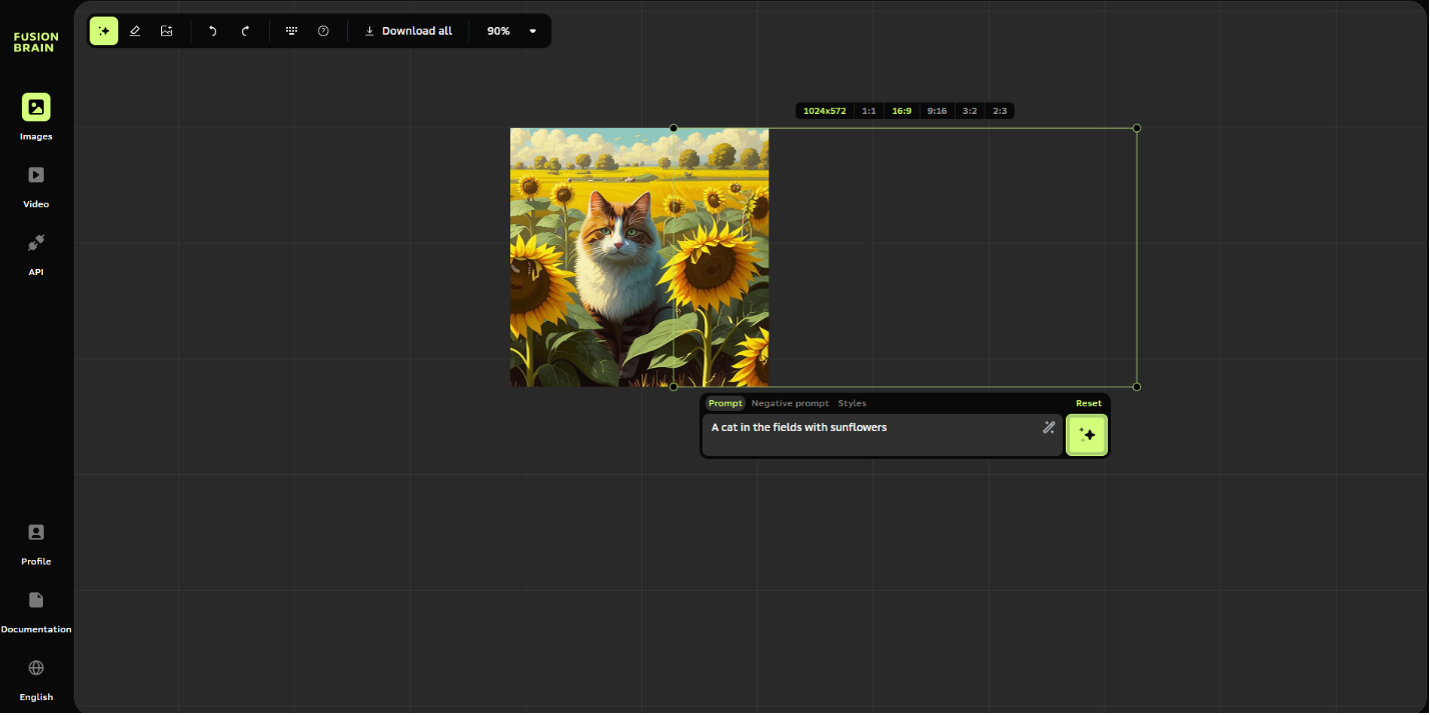 FUSION
BRAIN
Images
Video
API
Profile
Documentation
English
Download all
90%
1024x572 1:1 16:9 9:16 3:2 2:3
Prompt Negative prompt Styles Reset
A cat in the fields with sunflowers